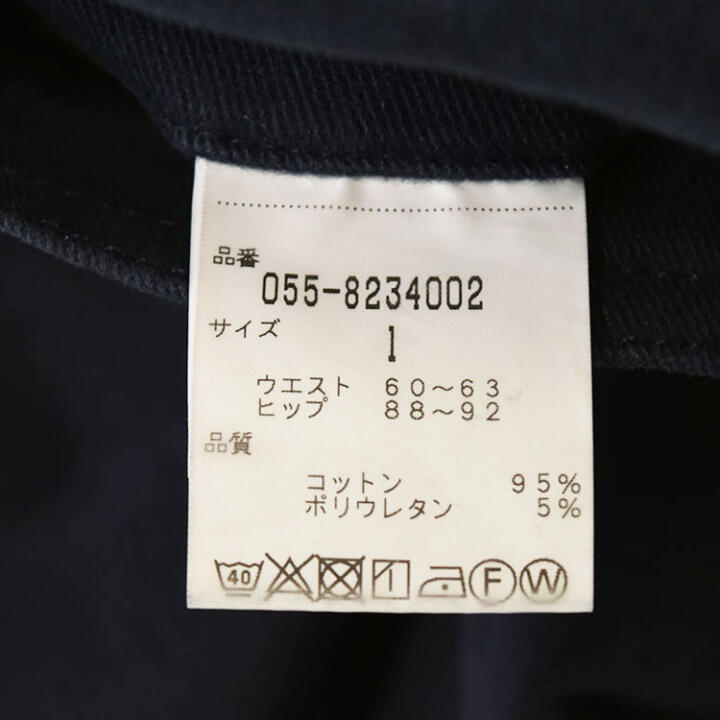 品番
055-8234002
サイズ
1
ウエスト 60～63
ヒップ 88～92
品質
コットン 95%
ポリウレタン 5%
40 F W